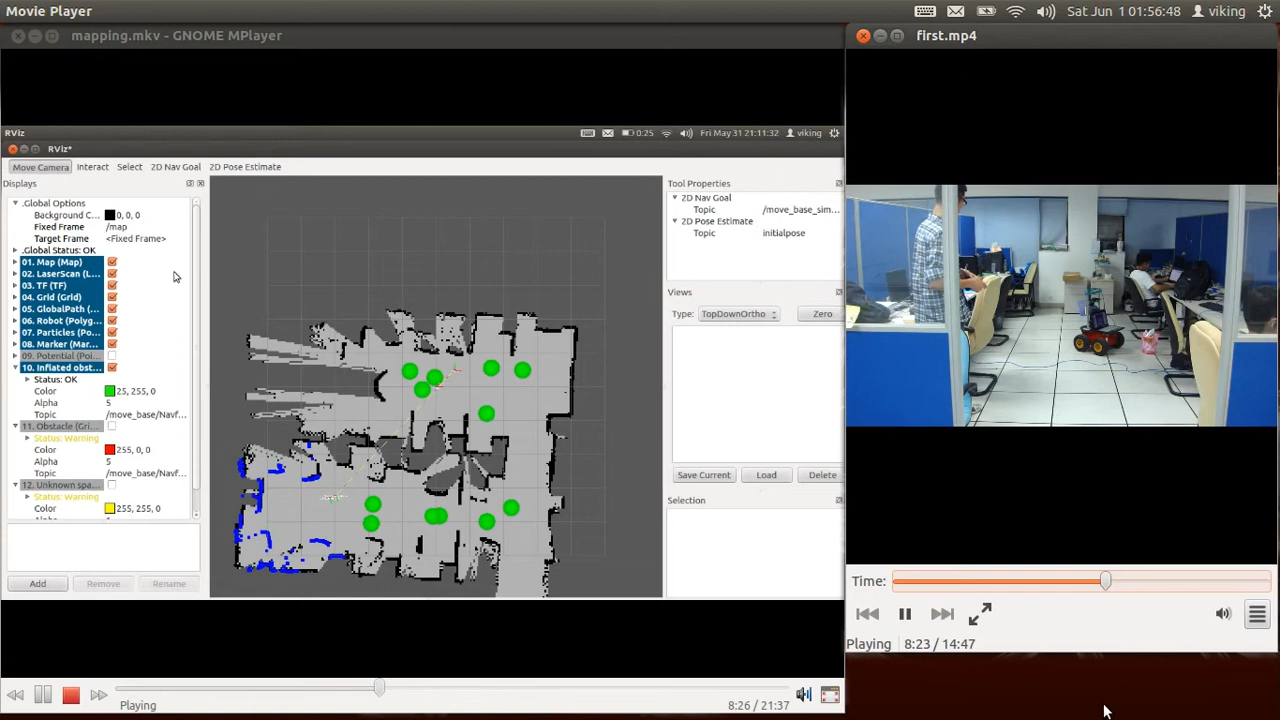 Movie Player
Sat Jun 1 01:56:48
viking
mapping.mkv - GNOME MPlayer
RViz
0:25
Fri May 31 21:11:32
viking
RViz*
Move Camera
Interact
Select
2D Nav Goal
2D Pose Estimate
Displays
.Global Options
Background C... 0, 0, 0
Fixed Frame /map
Target Frame <Fixed Frame>
.Global Status: OK
01. Map (Map)
02. LaserScan (L...
03. TF (TF)
04. Grid (Grid)
05. GlobalPath (...
06. Robot (Polyg...
07. Particles (Po...
08. Marker (Mar...
09. Potential (Poi...
10. Inflated obst...
Status: OK
Color 25, 255, 0
Alpha 5
Topic /move_base/Navf...
11. Obstacle (Gri...
Status: Warning
Color 255, 0, 0
Alpha 5
Topic /move_base/Navf...
12. Unknown spa...
Status: Warning
Color 255, 255, 0
Add
Remove
Rename
Tool Properties
2D Nav Goal
Topic /move_base_sim...
2D Pose Estimate
Topic initialpose
Views
Type: TopDownOrtho
Zero
Save Current
Load
Delete
Selection
Playing
8:26 / 21:37
first.mp4
Time:
Playing
8:23 / 14:47